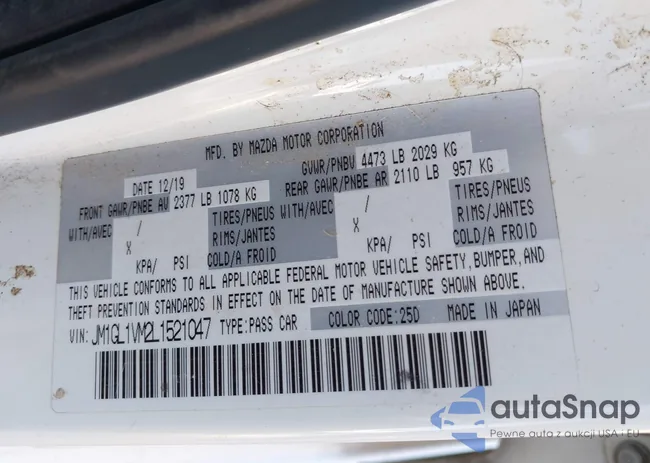 MFD. BY MAZDA MOTOR CORPORATION
DATE 12/19 GVWR/PNBV 4473 LB 2029 KG
FRONT GAWR/PNBE AV 2377 LB 1078 KG REAR GAWR/PNBE AR 2110 LB 957 KG
WITH/AVEC / TIRES/PNEUS WITH/AVEC / TIRES/PNEUS
X RIMS/JANTES X RIMS/JANTES
KPA/ PSI COLD/A FROID KPA/ PSI COLD/A FROID
THIS VEHICLE CONFORMS TO ALL APPLICABLE FEDERAL MOTOR VEHICLE SAFETY, BUMPER, AND
THEFT PREVENTION STANDARDS IN EFFECT ON THE DATE OF MANUFACTURE SHOWN ABOVE.
VIN: JM1GL1VM2L1521047 TYPE:PASS CAR COLOR CODE:25D MADE IN JAPAN
autoSnap
Pewne auta z aukcji USA i EU